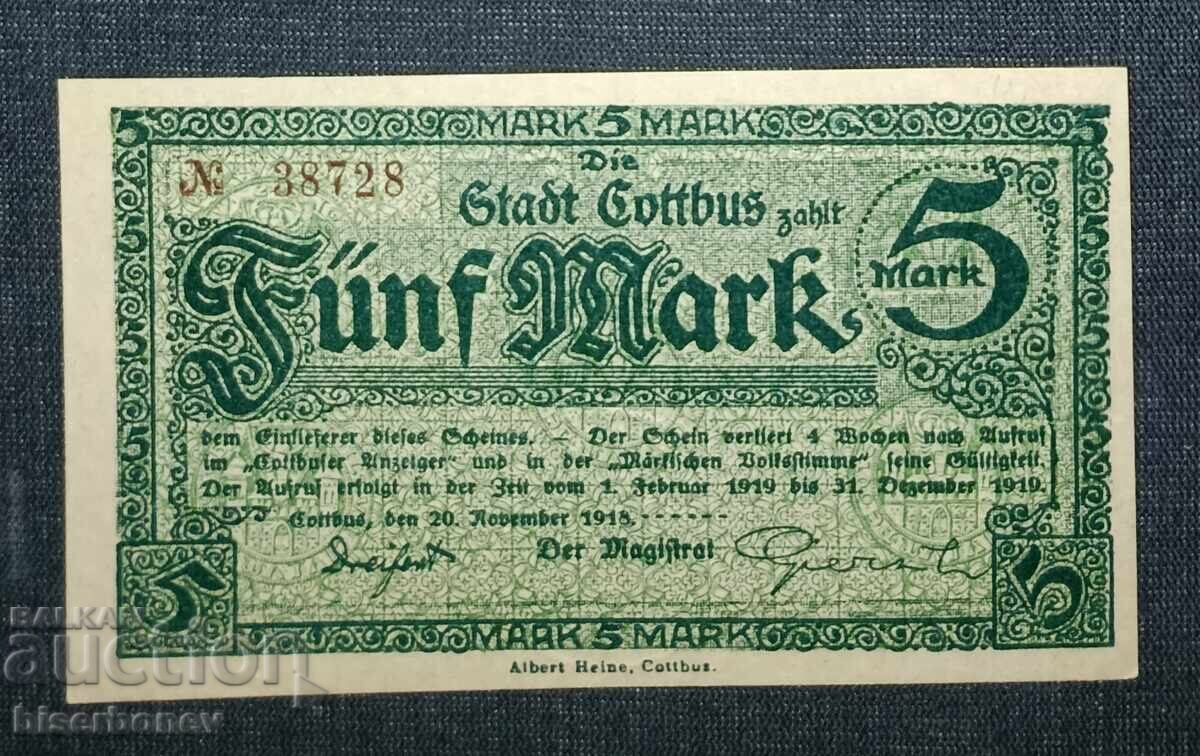 MARK 5 MARK
5 5
№ 38728
Die
Stadt Cottbus zahlt
Fünf Mark
5
Mark
dem Einlieferer dieses Scheines. – Der Schein verliert 4 Wochen nach Aufruf
im „Cottbuser Anzeiger" und in der „Märkischen Volksstimme" seine Gültigkeit.
Der Aufruf erfolgt in der Zeit vom 1. Februar 1919 bis 31. Dezember 1919.
Cottbus, den 20. November 1918.
Der Magistrat
Dreifert
5 5
MARK 5 MARK
Albert Heine, Cottbus.
BALKAN
auction
biserbonev